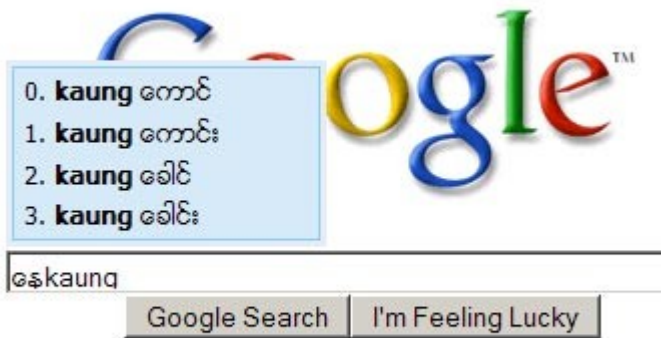 Google™
0. kaung ကောင်
1. kaung ကောင်း
2. kaung ခေါင်
3. kaung ခေါင်း
နေkaung
Google Search
I'm Feeling Lucky